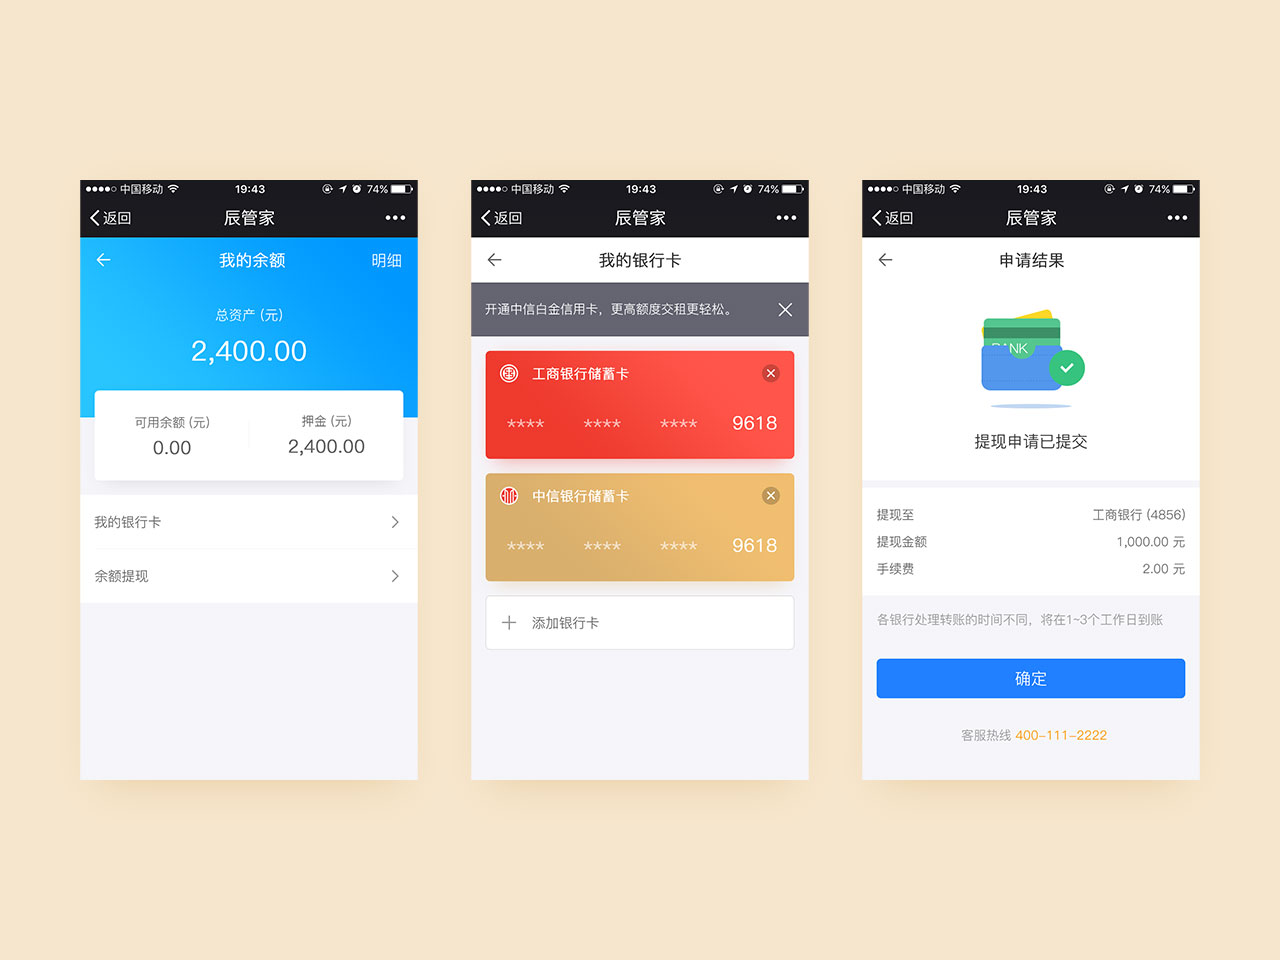 中国移动 19:43 74%
返回 辰管家
我的余额 明细
总资产 (元)
2,400.00
可用余额 (元) 押金 (元)
0.00 2,400.00
我的银行卡
余额提现
中国移动 19:43 74%
返回 辰管家
我的银行卡
开通中信白金信用卡，更高额度交租更轻松。
工商银行储蓄卡
**** **** **** 9618
中信银行储蓄卡
**** **** **** 9618
添加银行卡
中国移动 19:43 74%
返回 辰管家
申请结果
BANK
提现申请已提交
提现至 工商银行 (4856)
提现金额 1,000.00 元
手续费 2.00 元
各银行处理转账的时间不同，将在1~3个工作日到账
确定
客服热线 400-111-2222